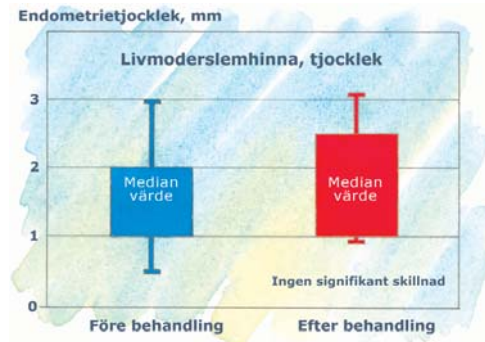 Endometrietjocklek, mm
Livmoderslemhinna, tjocklek
3
2
1
0
Median
värde
Median
värde
Ingen signifikant skillnad
Före behandling
Efter behandling